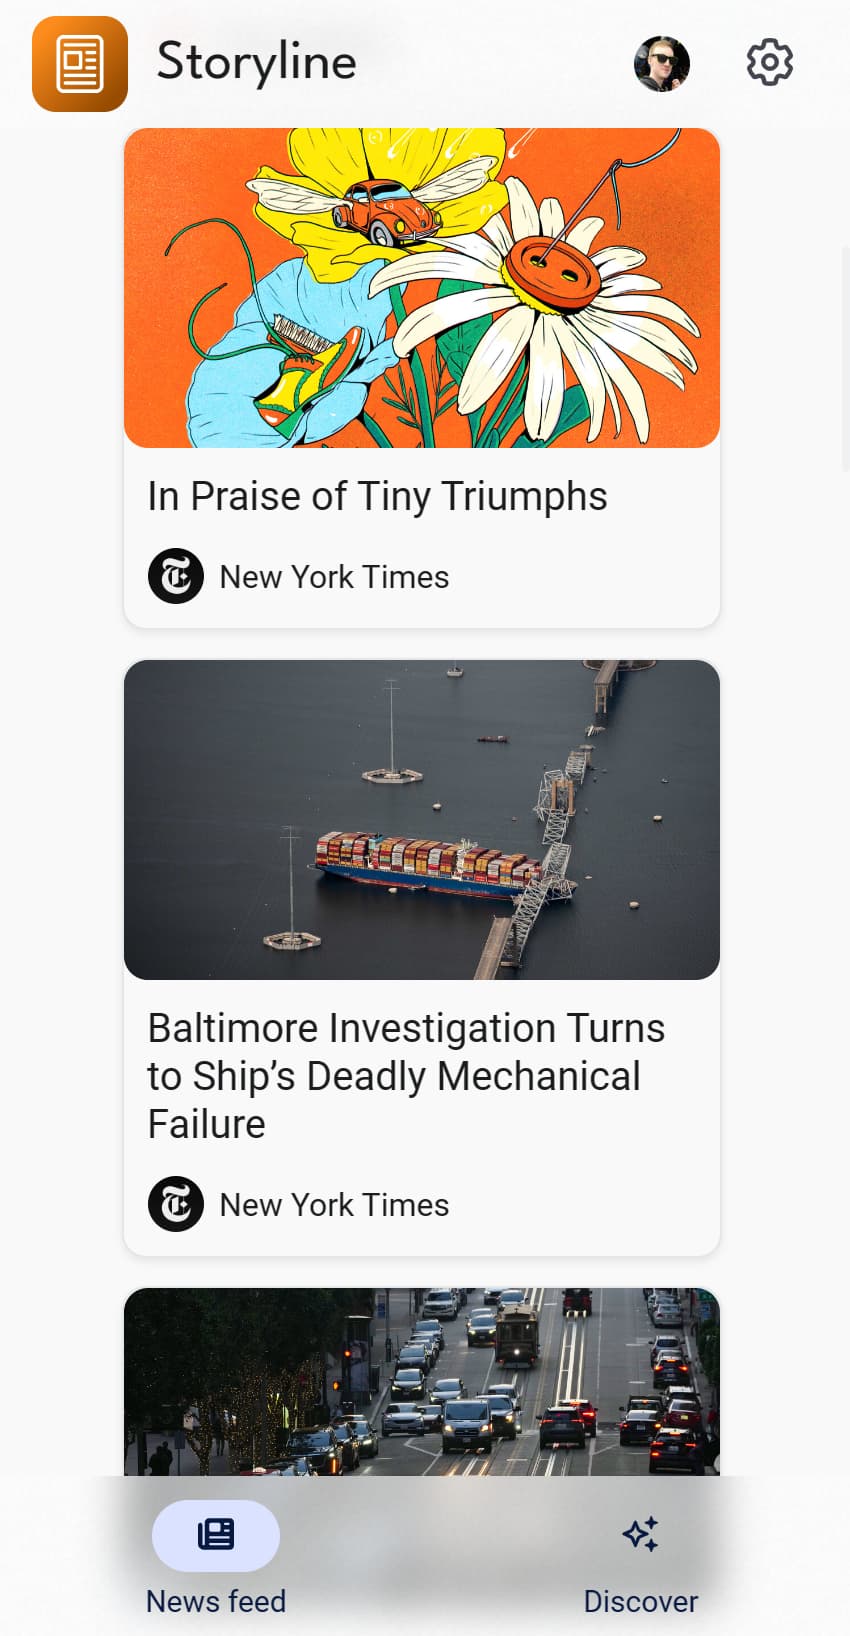 Storyline
In Praise of Tiny Triumphs
New York Times
Baltimore Investigation Turns
to Ship’s Deadly Mechanical
Failure
New York Times
News feed
Discover